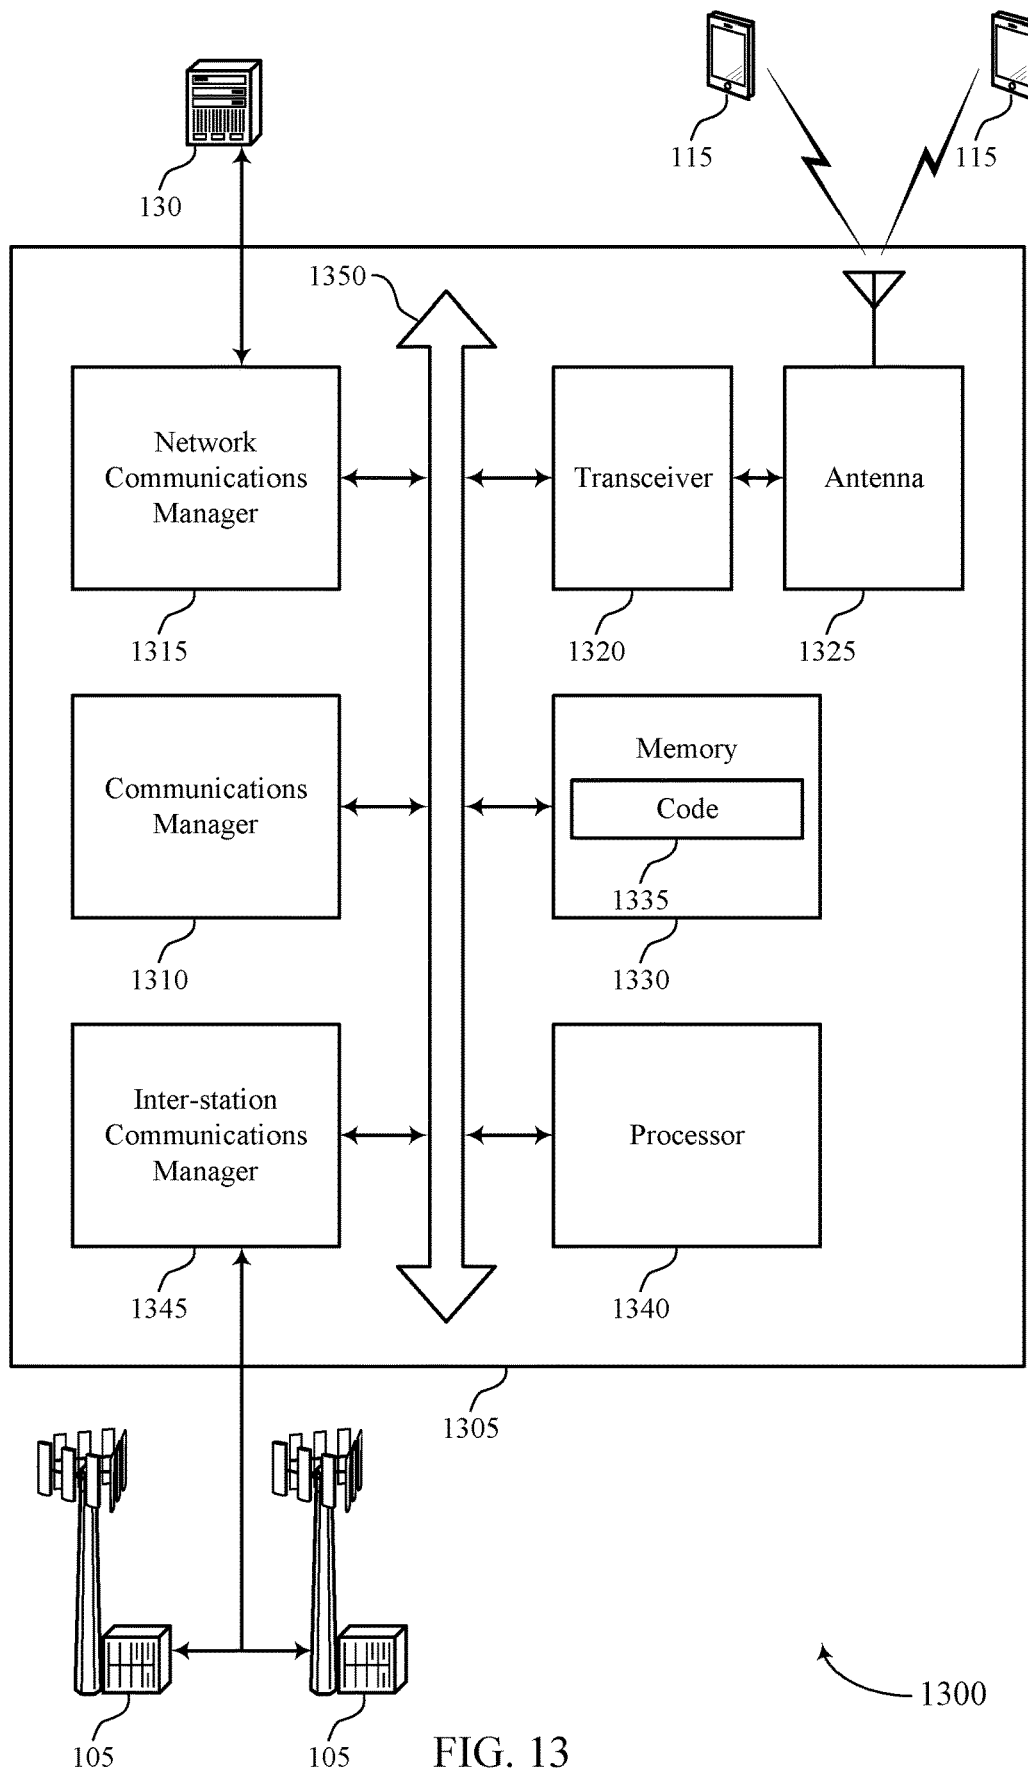 115
115
130
1350
Network
Communications
Manager
Transceiver
Antenna
1315
1320
1325
Communications
Manager
Memory
Code
1335
1310
1330
Inter-station
Communications
Manager
Processor
1345
1340
1305
105
105
1300
FIG. 13